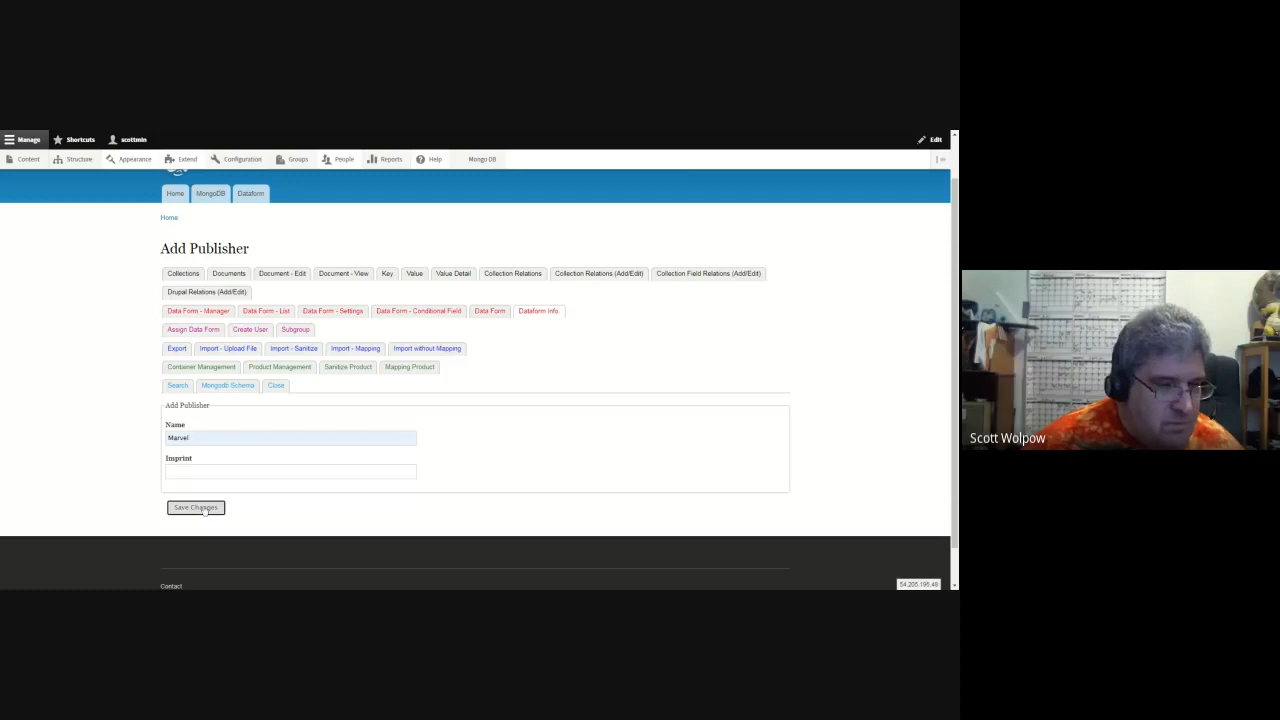 Manage Shortcuts scottmin Edit
Content Structure Appearance Extend Configuration Groups People Reports Help Mongo DB
Home MongoDB Dataform
Home
Add Publisher
Collections Documents Document - Edit Document - View Key Value Value Detail Collection Relations Collection Relations (Add/Edit) Collection Field Relations (Add/Edit)
Drupal Relations (Add/Edit)
Data Form - Manager Data Form - List Data Form - Settings Data Form - Conditional Field Data Form Dataform Info.
Assign Data Form Create User Subgroup
Export Import - Upload File Import - Sanitize Import - Mapping Import without Mapping
Container Management Product Management Sanitize Product Mapping Product
Search Mongodb Schema Close
Add Publisher
Name
Marvel
Imprint
Save Changes
Contact
54.205.195.48
Scott Wolpow